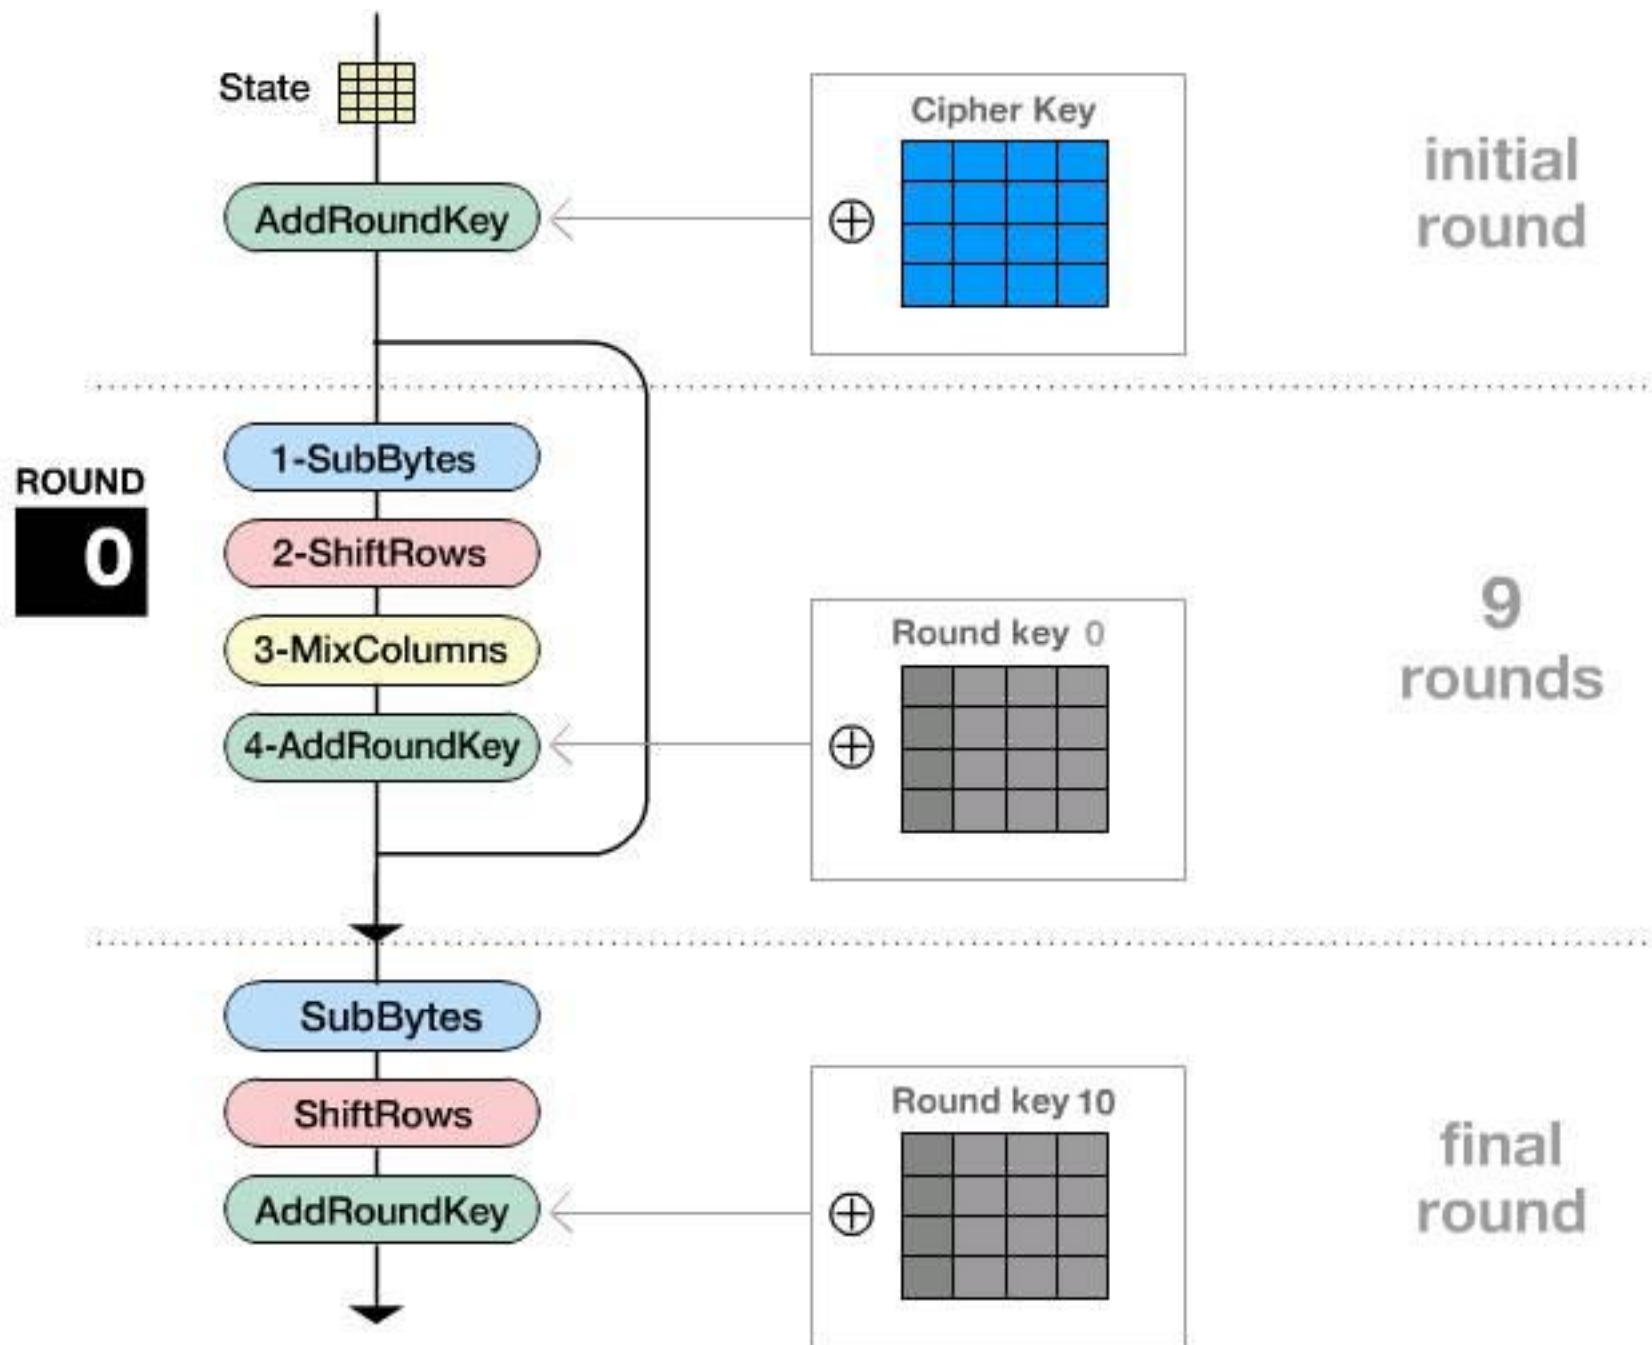 State
Cipher Key
initial
round
AddRoundKey
ROUND
0
1-SubBytes
2-ShiftRows
3-MixColumns
4-AddRoundKey
Round key 0
9
rounds
SubBytes
ShiftRows
AddRoundKey
Round key 10
final
round